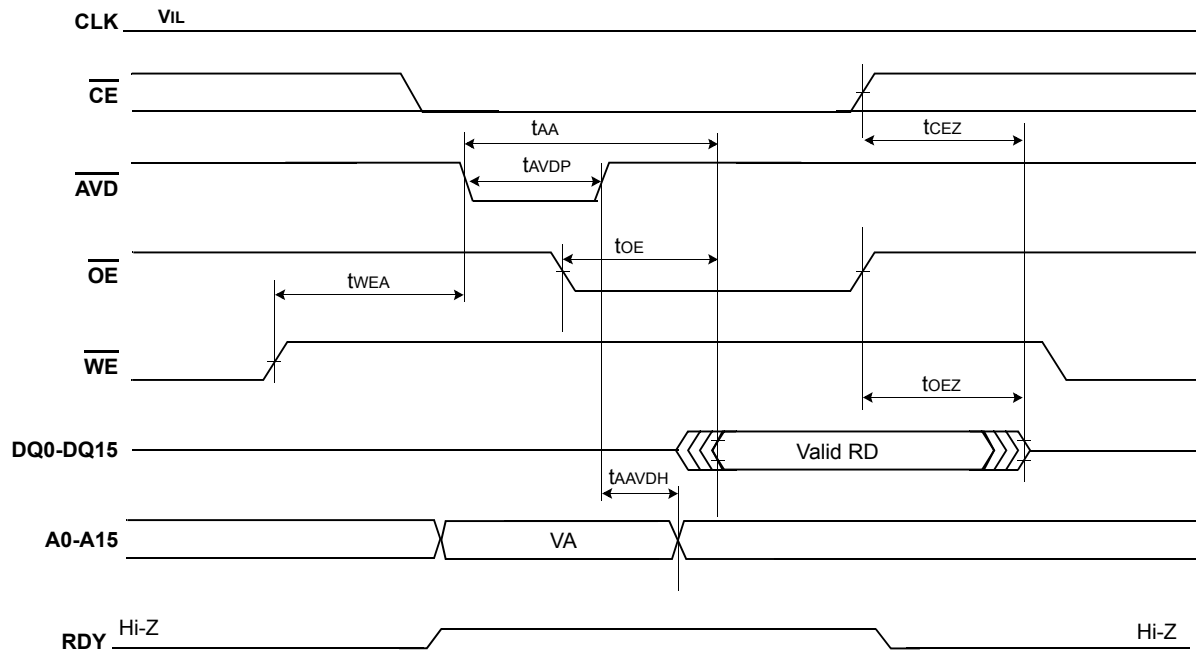 CLK VIL
CE
tAA
tCEZ
tAVDP
AVD
tOE
OE
tWEA
WE
tOEZ
DQ0-DQ15 Valid RD
tAAVDH
A0-A15 VA
RDY Hi-Z Hi-Z